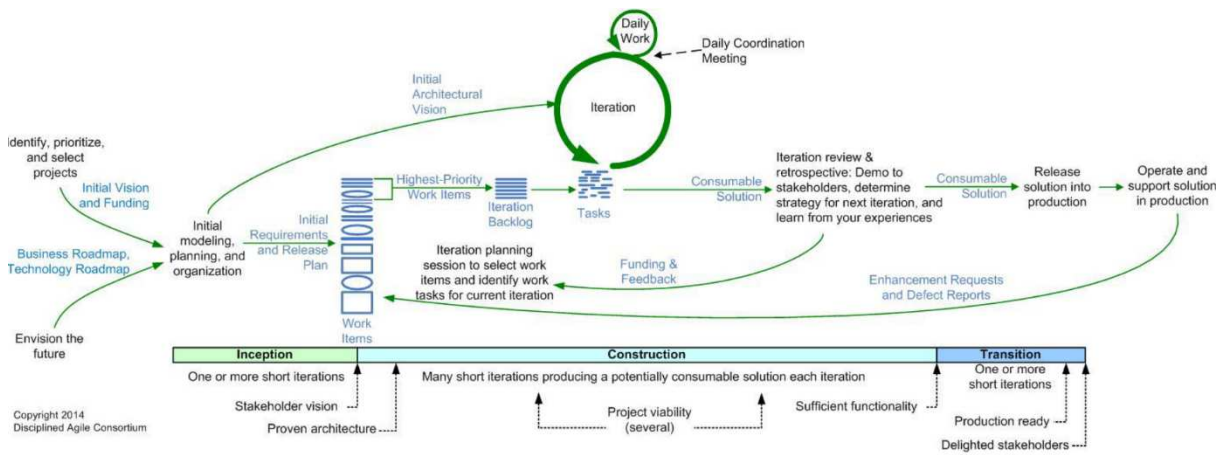 Daily
Work
Daily Coordination
Meeting
Initial
Architectural
Vision
Iteration
Identify, prioritize,
and select
projects
Initial Vision
and Funding
Business Roadmap,
Technology Roadmap
Envision the
future
Initial
modeling,
planning, and
organization
Initial
Requirements
and Release
Plan
Highest-Priority
Work Items
Iteration
Backlog
Tasks
Work
Items
Iteration planning
session to select work
items and identify work
tasks for current iteration
Consumable
Solution
Iteration review &
retrospective: Demo to
stakeholders, determine
strategy for next iteration, and
learn from your experiences
Funding &
Feedback
Consumable
Solution
Release
solution into
production
Operate and
support solution
in production
Enhancement Requests
and Defect Reports
Inception
Construction
Transition
One or more short iterations
Many short iterations producing a potentially consumable solution each iteration
One or more
short iterations
Stakeholder vision
Proven architecture
Project viability
(several)
Sufficient functionality
Production ready
Delighted stakeholders
Copyright 2014
Disciplined Agile Consortium